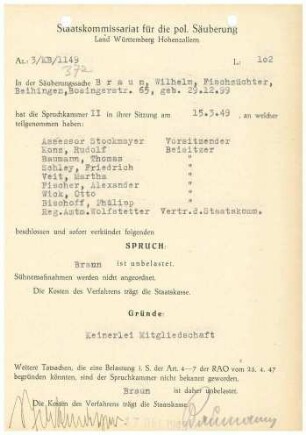 Staatskommissariat für die pol. Säuberung
Land Württemberg Hohenzollern.
Az.: 3/KB/1149 L: 102
372
In der Säuberungssache B r a u n, Wilhelm, Fischzüchter,
Beihingen, Bosingerstr. 65, geb. 29.12.99
hat die Spruchkammer II in ihrer Sitzung am 15.3.49, an welcher
teilgenommen haben:
Assessor Stockmayer Vorsitzender
Kons, Rudolf Beisitzer
Baumann, Thomas "
Schley, Friedrich "
Veit, Martha "
Fischer, Alexander "
Wick, Otto "
Bischoff, Philipp "
Reg.Amtm. Wolfstetter Vertr.d.Staatskomm.
beschlossen und sofort verkündet folgenden
SPRUCH:
Braun ist unbelastet.
Sühnemaßnahmen werden nicht angeordnet.
Die Kosten des Verfahrens trägt die Staatskasse.
Gründe:
Keinerlei Mitgliedschaft
Weitere Tatsachen, die eine Belastung i. S. der Art. 4—7 der RAO vom 24. 4. 47
begründen könnten, sind der Spruchkammer nicht bekannt geworden.
Braun ist daher unbelastet.
Die Kosten des Verfahrens trägt die Staatskasse.
Baumann